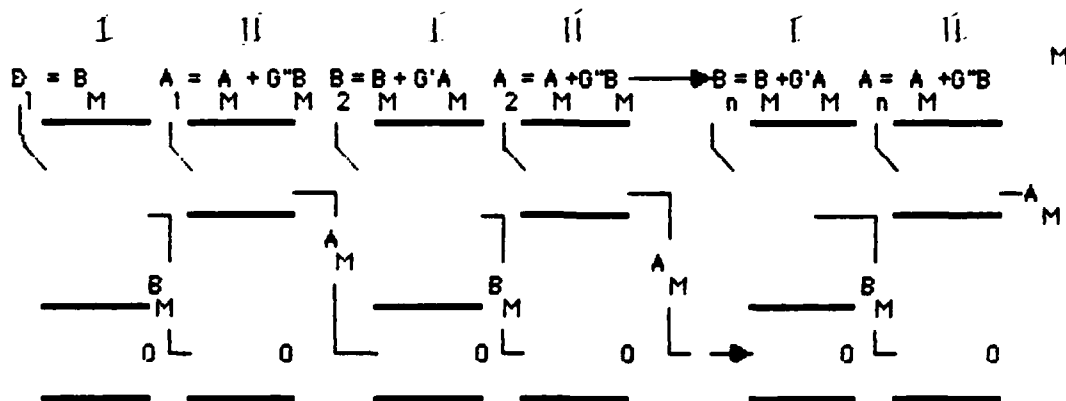 I II I II I II
M
B = B A = A + G"B B = B + G'A A = A + G"B B = B + G'A A = A + G"B
1 M 1 M M 2 M M 2 M M n M M n M
A
M
A
M
A
M
B B B
M M M
0 0 0 0 0 0